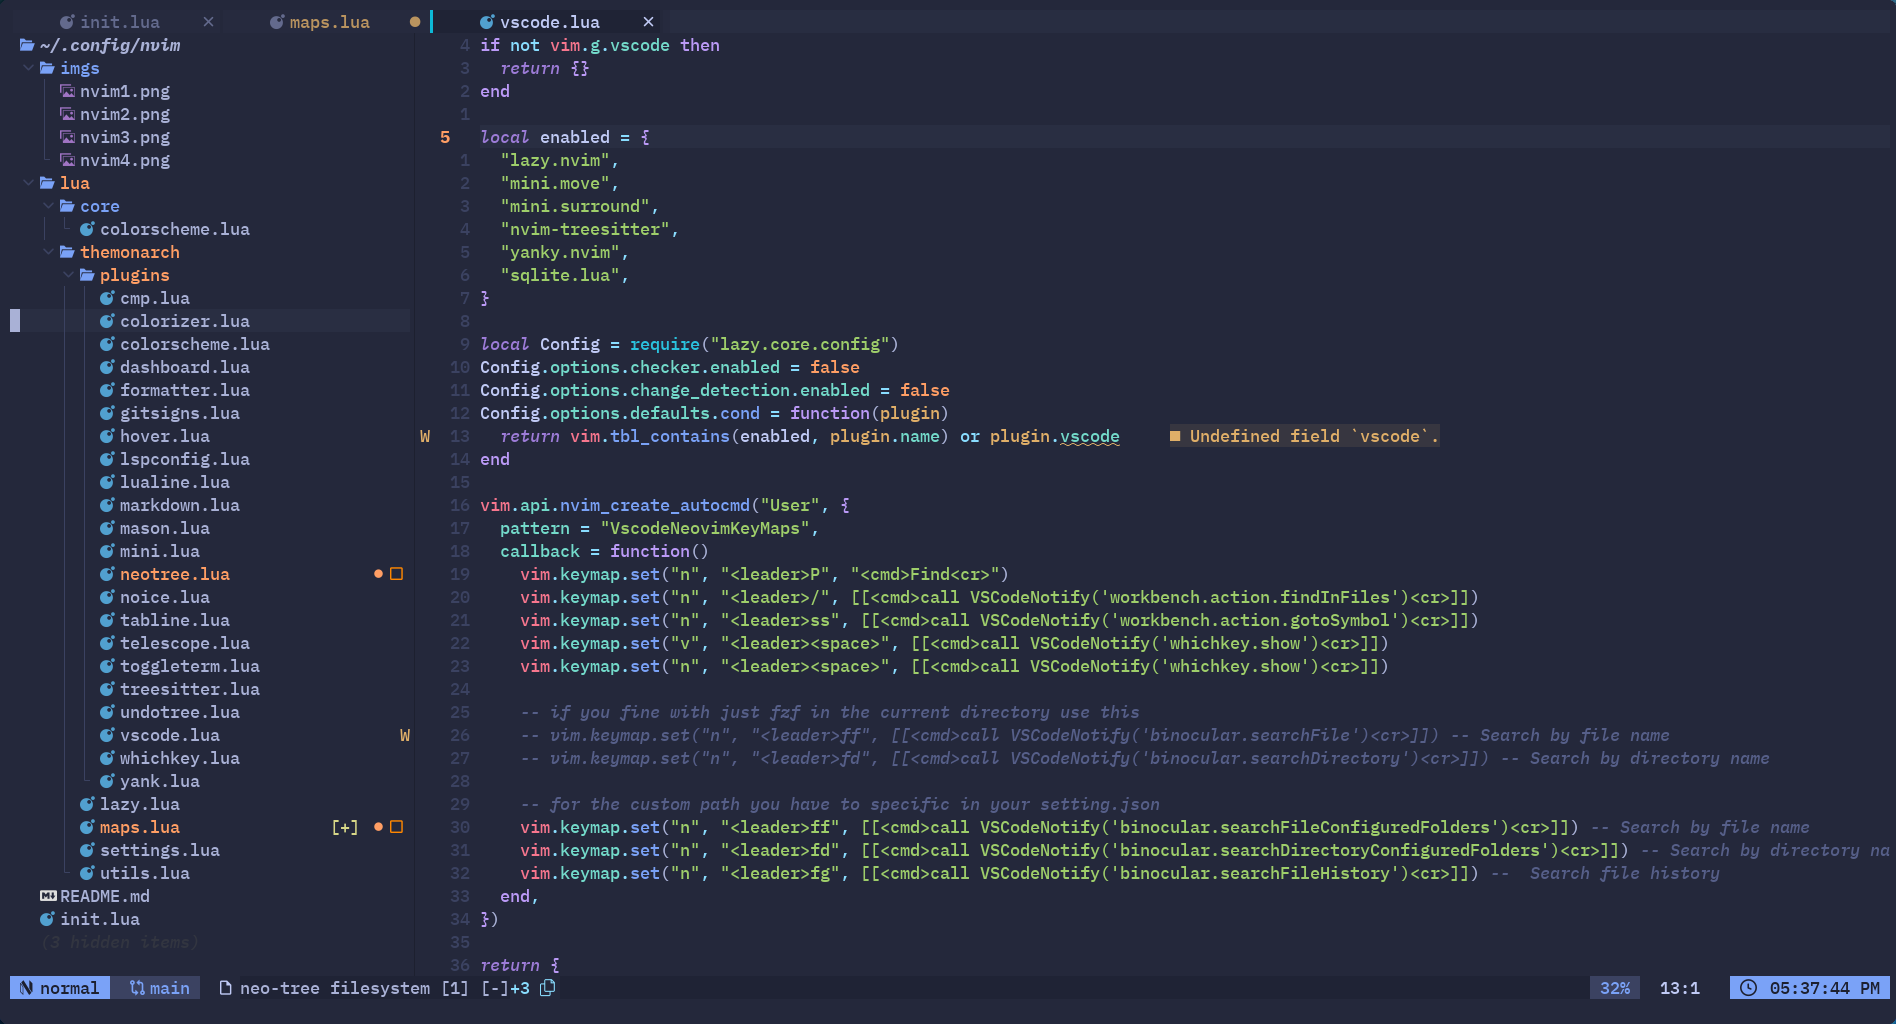 init.lua × maps.lua ● vscode.lua ×
~/.config/nvim
imgs
nvim1.png
nvim2.png
nvim3.png
nvim4.png
lua
core
colorscheme.lua
themonarch
plugins
cmp.lua
colorizer.lua
colorscheme.lua
dashboard.lua
formatter.lua
gitsigns.lua
hover.lua
lspconfig.lua
lualine.lua
markdown.lua
mason.lua
mini.lua
neotree.lua
noice.lua
tabline.lua
telescope.lua
toggleterm.lua
treesitter.lua
undotree.lua
vscode.lua W
whichkey.lua
yank.lua
lazy.lua
maps.lua [+]
settings.lua
utils.lua
README.md
init.lua
(3 hidden items)
4 if not vim.g.vscode then
3   return {}
2 end
1
5 local enabled = {
1   "lazy.nvim",
2   "mini.move",
3   "mini.surround",
4   "nvim-treesitter",
5   "yanky.nvim",
6   "sqlite.lua",
7 }
8
9 local Config = require("lazy.core.config")
10 Config.options.checker.enabled = false
11 Config.options.change_detection.enabled = false
12 Config.options.defaults.cond = function(plugin)
W 13   return vim.tbl_contains(enabled, plugin.name) or plugin.vscode     ■ Undefined field `vscode`.
14 end
15
16 vim.api.nvim_create_autocmd("User", {
17   pattern = "VscodeNeovimKeyMaps",
18   callback = function()
19     vim.keymap.set("n", "<leader>P", "<cmd>Find<cr>")
20     vim.keymap.set("n", "<leader>/", [[<cmd>call VSCodeNotify('workbench.action.findInFiles')<cr>]])
21     vim.keymap.set("n", "<leader>ss", [[<cmd>call VSCodeNotify('workbench.action.gotoSymbol')<cr>]])
22     vim.keymap.set("v", "<leader><space>", [[<cmd>call VSCodeNotify('whichkey.show')<cr>]])
23     vim.keymap.set("n", "<leader><space>", [[<cmd>call VSCodeNotify('whichkey.show')<cr>]])
24
25     -- if you fine with just fzf in the current directory use this
26     -- vim.keymap.set("n", "<leader>ff", [[<cmd>call VSCodeNotify('binocular.searchFile')<cr>]]) -- Search by file name
27     -- vim.keymap.set("n", "<leader>fd", [[<cmd>call VSCodeNotify('binocular.searchDirectory')<cr>]]) -- Search by directory name
28
29     -- for the custom path you have to specific in your setting.json
30     vim.keymap.set("n", "<leader>ff", [[<cmd>call VSCodeNotify('binocular.searchFileConfiguredFolders')<cr>]]) -- Search by file name
31     vim.keymap.set("n", "<leader>fd", [[<cmd>call VSCodeNotify('binocular.searchDirectoryConfiguredFolders')<cr>]]) -- Search by directory na
32     vim.keymap.set("n", "<leader>fg", [[<cmd>call VSCodeNotify('binocular.searchFileHistory')<cr>]]) --  Search file history
33   end,
34 })
35
36 return {
normal main neo-tree filesystem [1] [-]+3 32% 13:1 05:37:44 PM